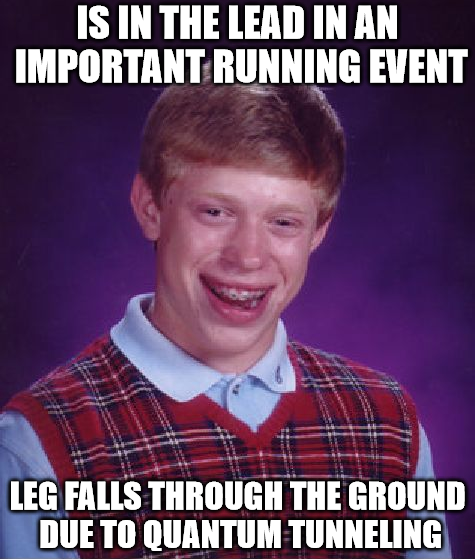 IS IN THE LEAD IN AN
IMPORTANT RUNNING EVENT
LEG FALLS THROUGH THE GROUND
DUE TO QUANTUM TUNNELING